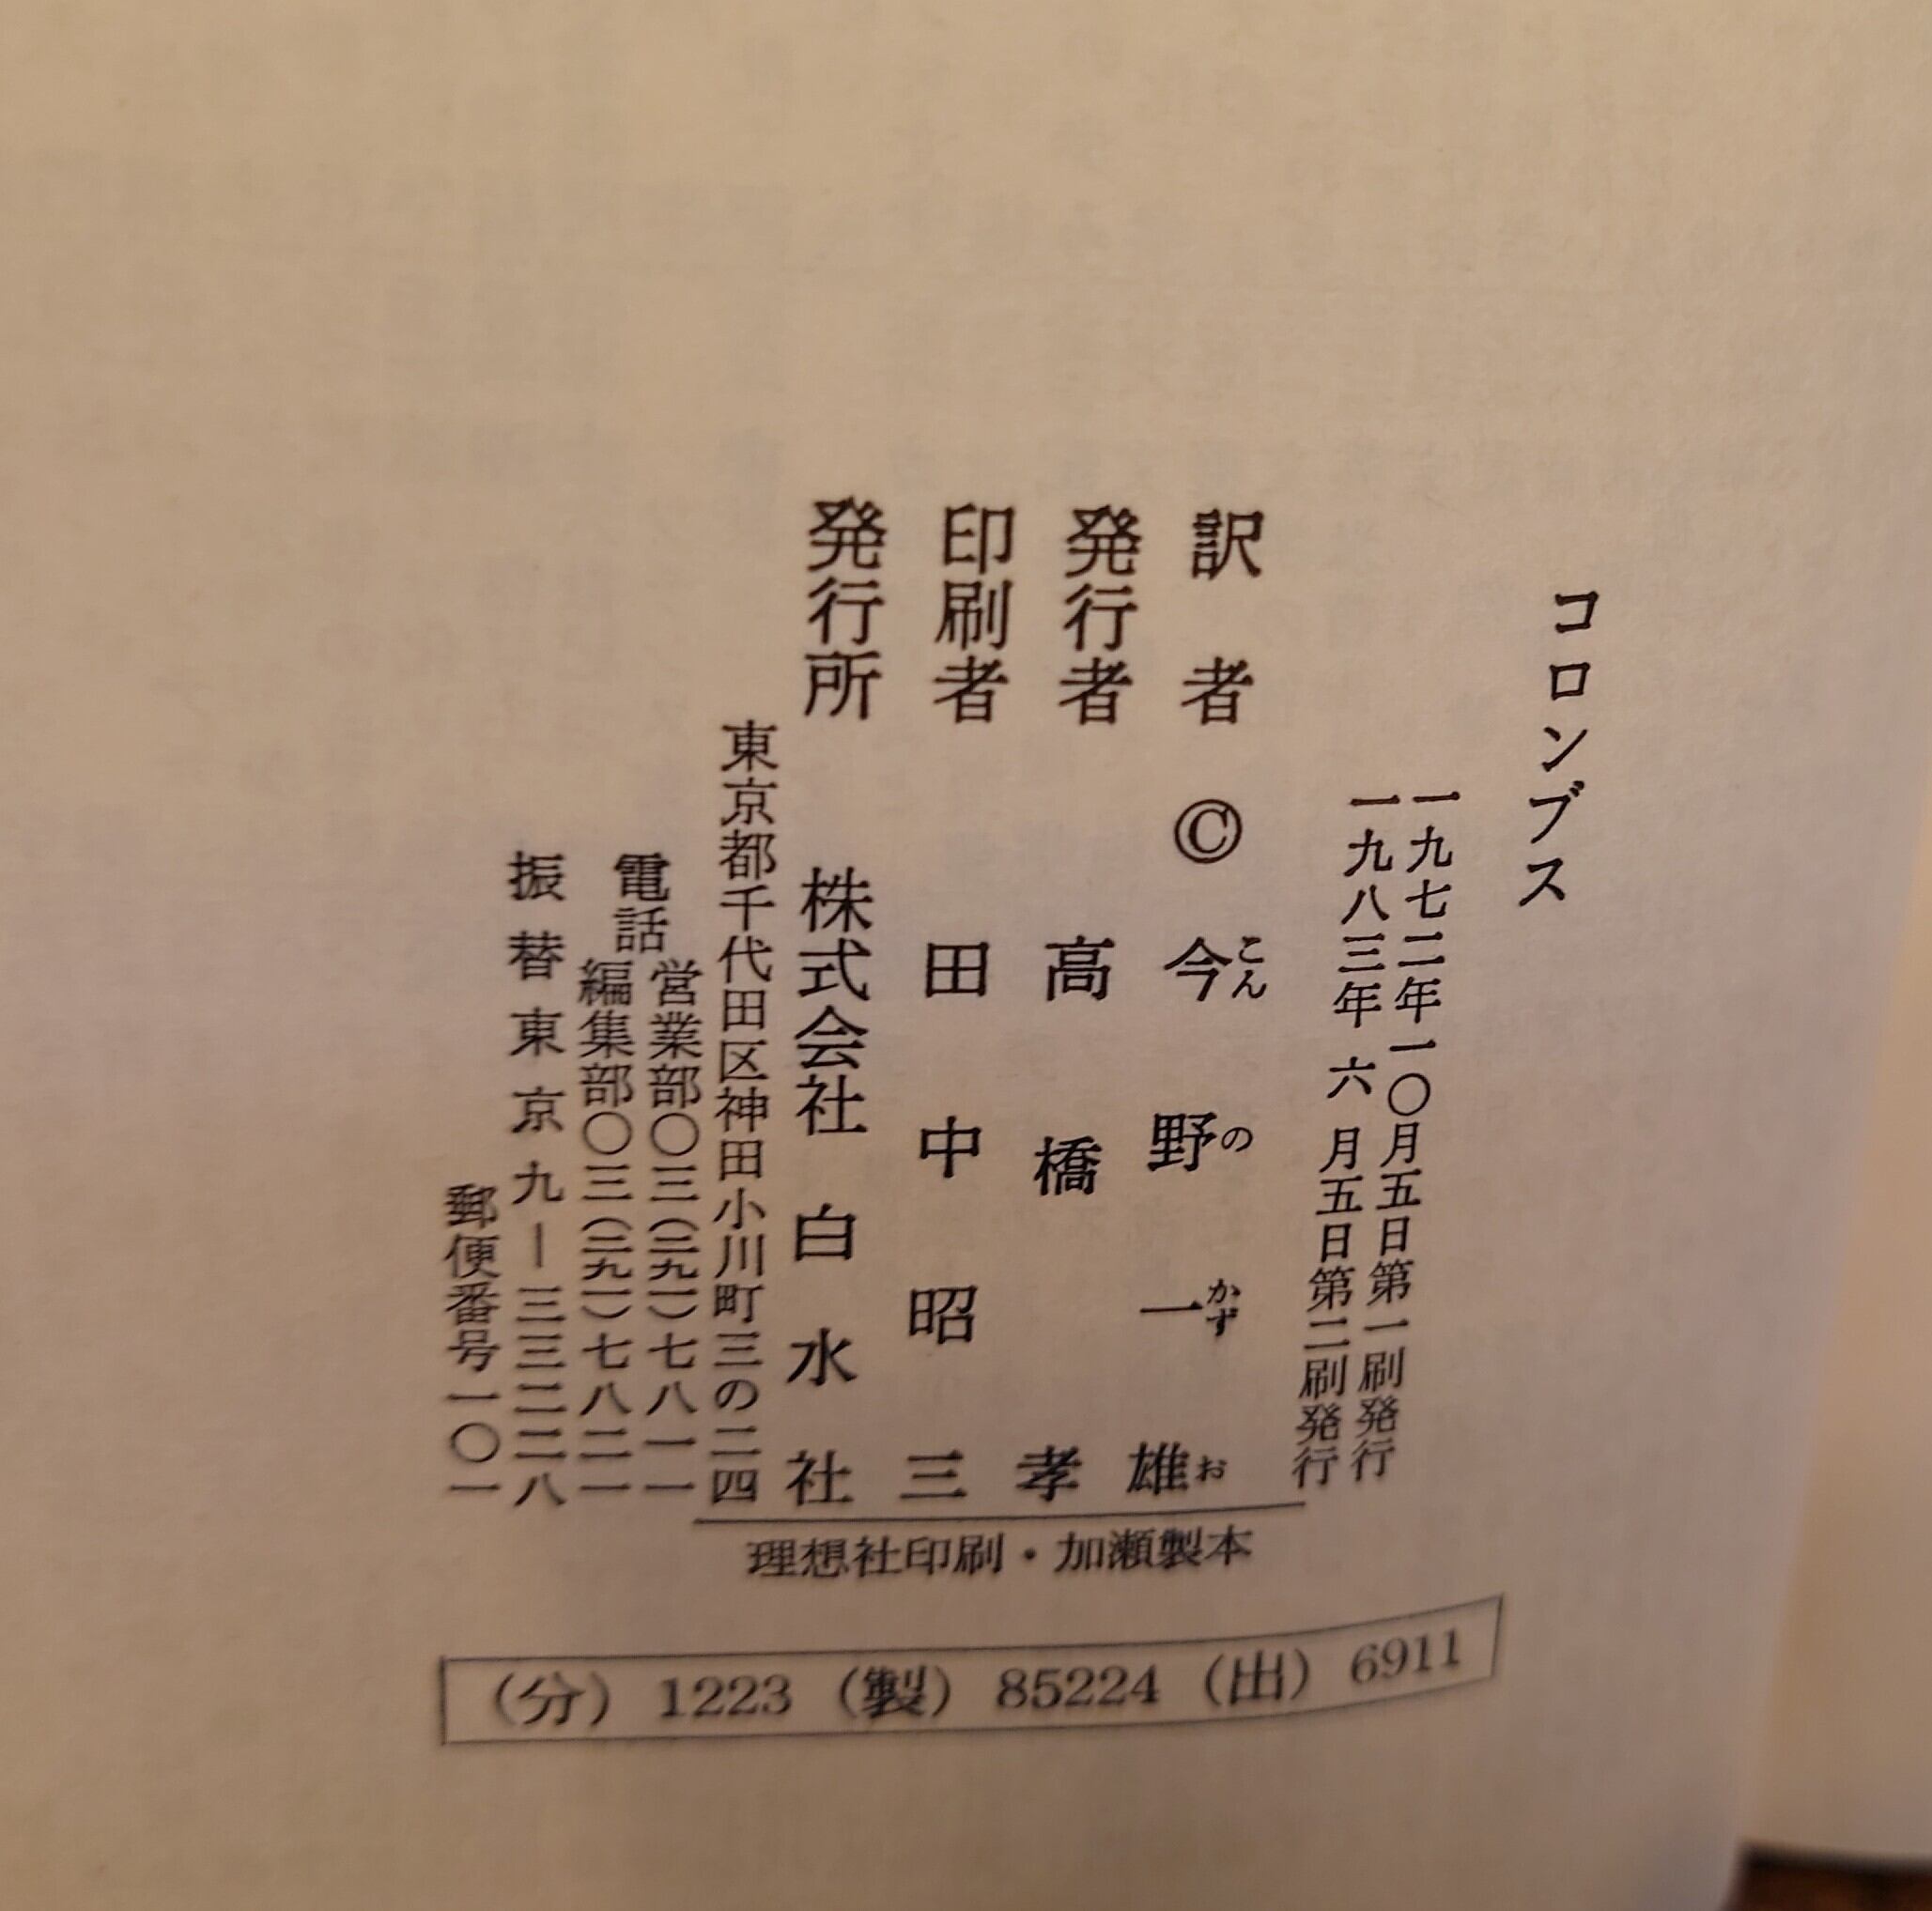 コロンブス
一九七二年一〇月五日第一刷発行
一九八三年 六 月五日第二刷発行
訳者 © 今野一雄
こんのかずお
発行者 高橋孝
印刷者 田中昭三
発行所 株式会社 白水社
東京都千代田区神田小川町三の二四
電話 営業部〇三(二九一)七八一一
編集部〇三(二九一)七八二一
振替東京九―三三二二八
郵便番号一〇一
理想社印刷・加瀬製本
(分) 1223 (製) 85224 (出) 6911